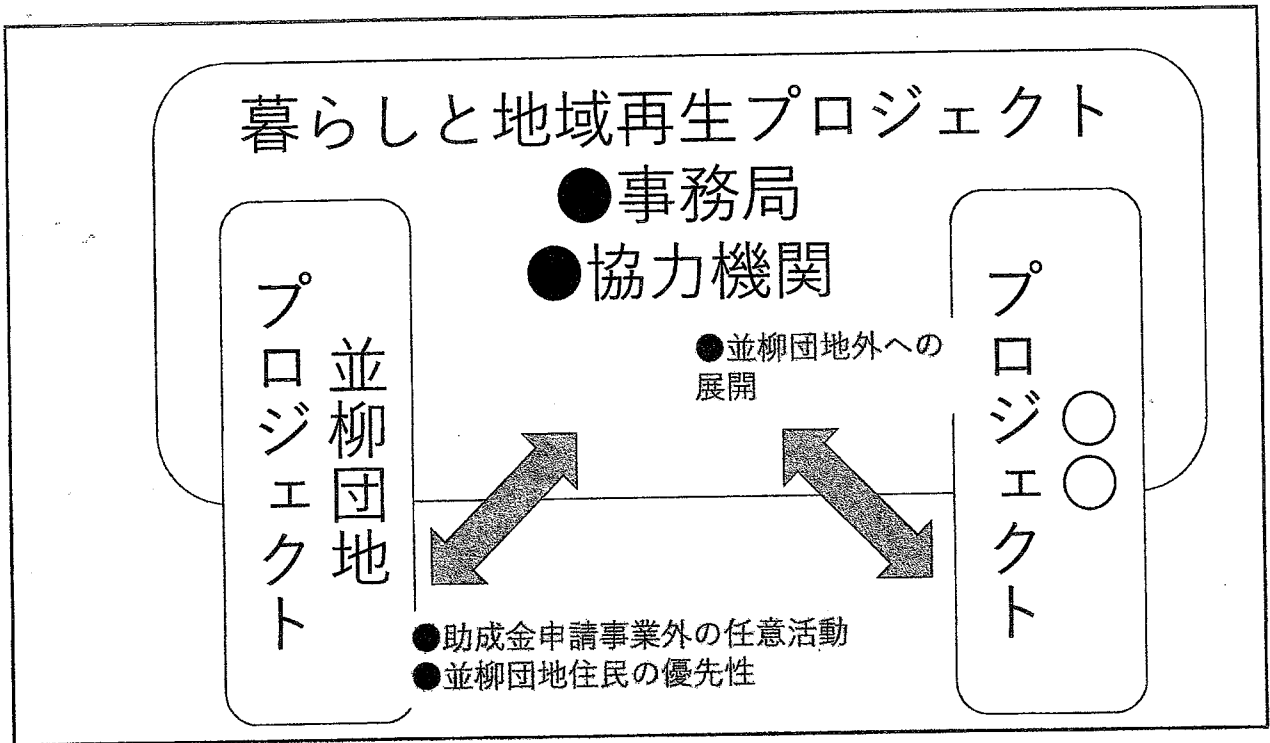 暮らしと地域再生プロジェクト
●事務局
●協力機関
●並柳団地外への
展開
並柳団地
プロジェクト
○○
プロジェクト
●助成金申請事業外の任意活動
●並柳団地住民の優先性